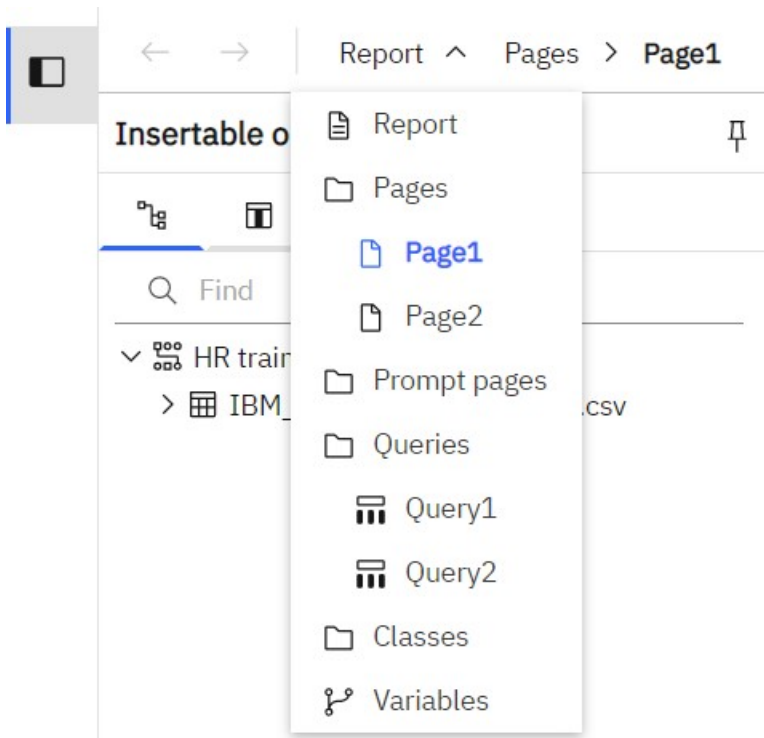 Report Pages > Page1
Insertable o
Report
Pages
Page1
Find
Page2
HR train
Prompt pages
IBM_ .csv
Queries
Query1
Query2
Classes
Variables